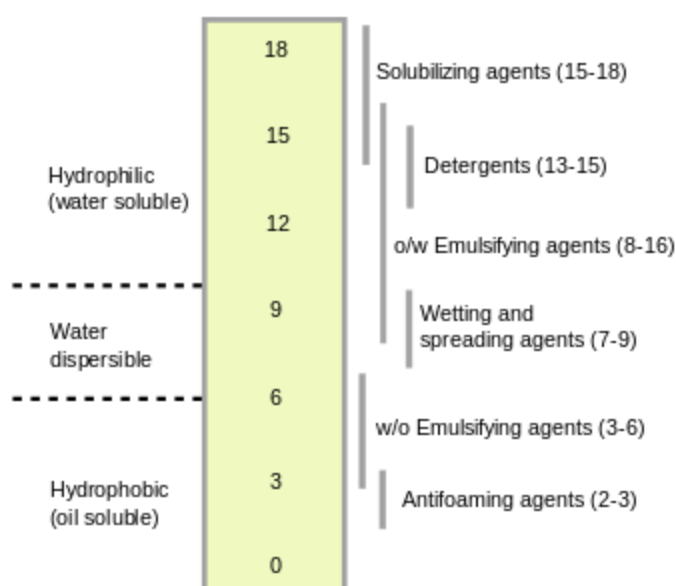 18
Solubilizing agents (15-18)
15
Detergents (13-15)
Hydrophilic
(water soluble)
12
o/w Emulsifying agents (8-16)
9
Wetting and
spreading agents (7-9)
Water
dispersible
6
w/o Emulsifying agents (3-6)
3
Hydrophobic
(oil soluble)
Antifoaming agents (2-3)
0